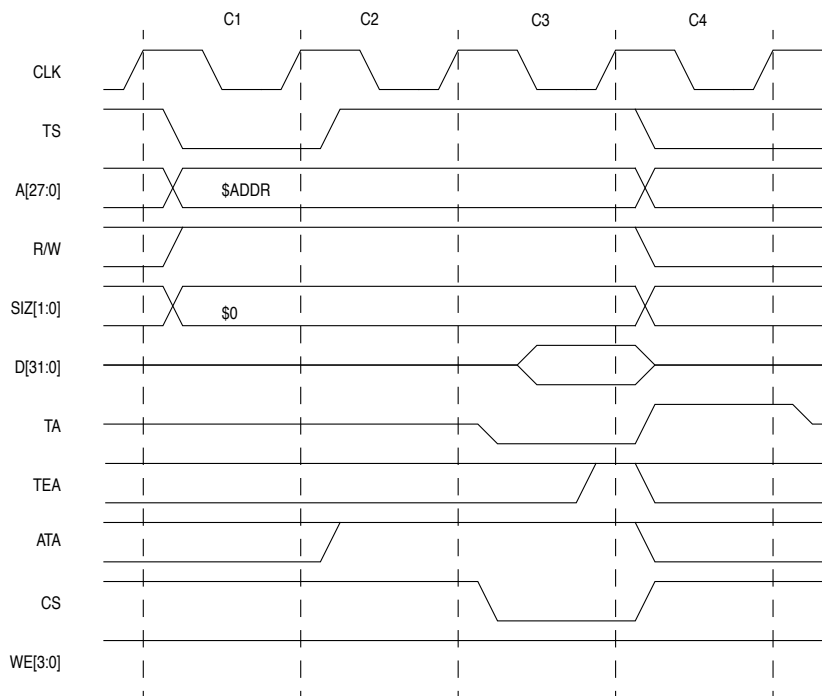 C1 C2 C3 C4
CLK
TS
A[27:0] $ADDR
R/W
SIZ[1:0] $0
D[31:0]
TA
TEA
ATA
CS
WE[3:0]